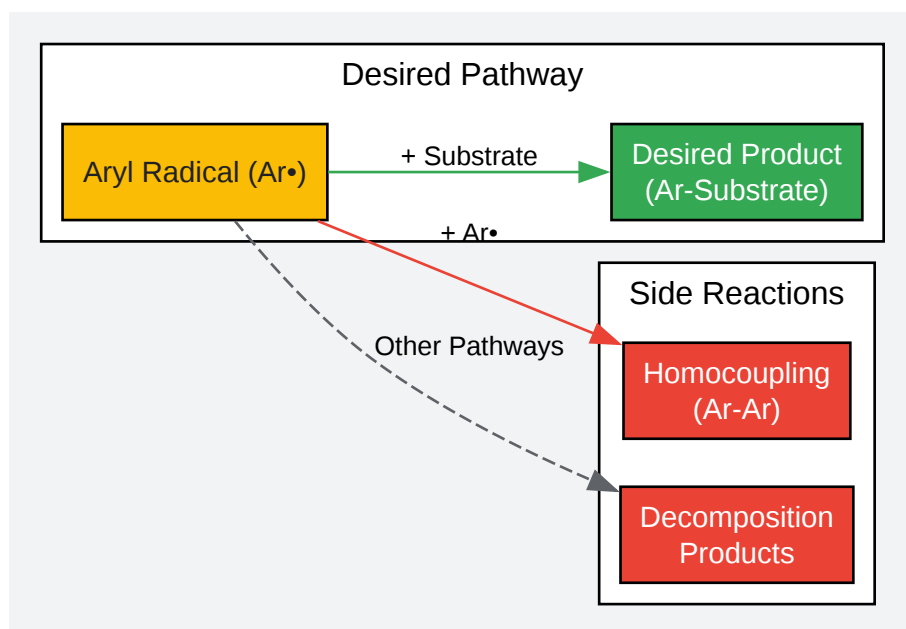 Desired Pathway
Aryl Radical (Ar•)
+ Substrate
Desired Product
(Ar-Substrate)
+ Ar•
Side Reactions
Other Pathways
Homocoupling
(Ar-Ar)
Decomposition
Products